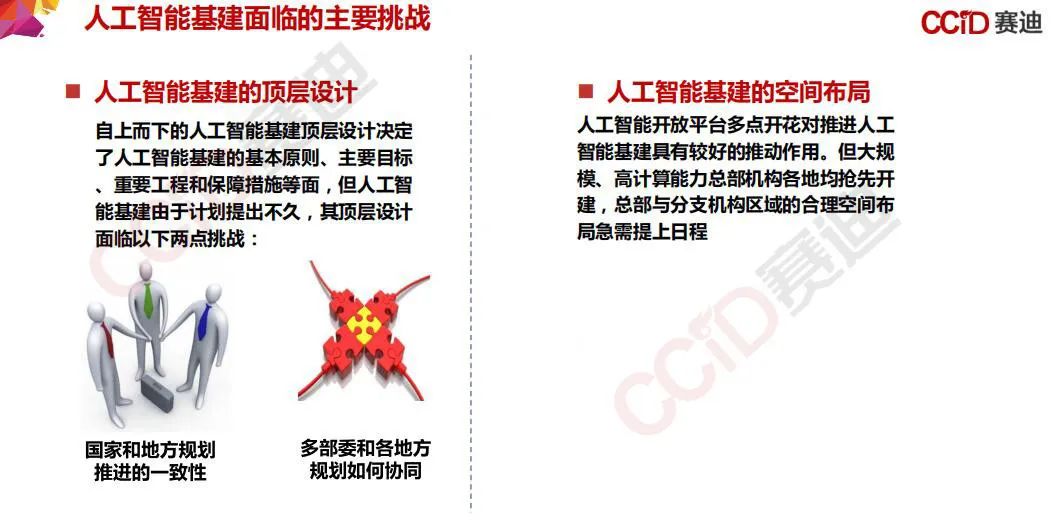 人工智能基建面临的主要挑战
CCiD 赛迪
人工智能基建的顶层设计
自上而下的人工智能基建顶层设计决定
了人工智能基建的基本原则、主要目标
、重要工程和保障措施等面，但人工智
能基建由于计划提出不久，其顶层设计
面临以下两点挑战：
国家和地方规划
推进的一致性
多部委和各地方
规划如何协同
人工智能基建的空间布局
人工智能开放平台多点开花对推进人工
智能基建具有较好的推动作用。但大规
模、高计算能力总部机构各地均抢先开
建，总部与分支机构区域的合理空间布
局急需提上日程
CCiD赛迪
CCiD赛迪